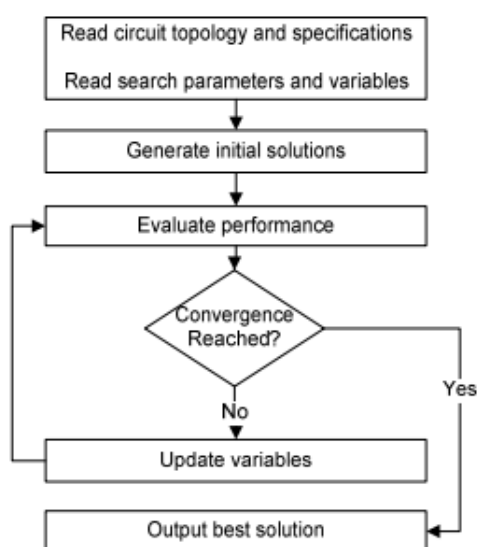 Read circuit topology and specifications
Read search parameters and variables
Generate initial solutions
Evaluate performance
Convergence
Reached?
Yes
No
Update variables
Output best solution